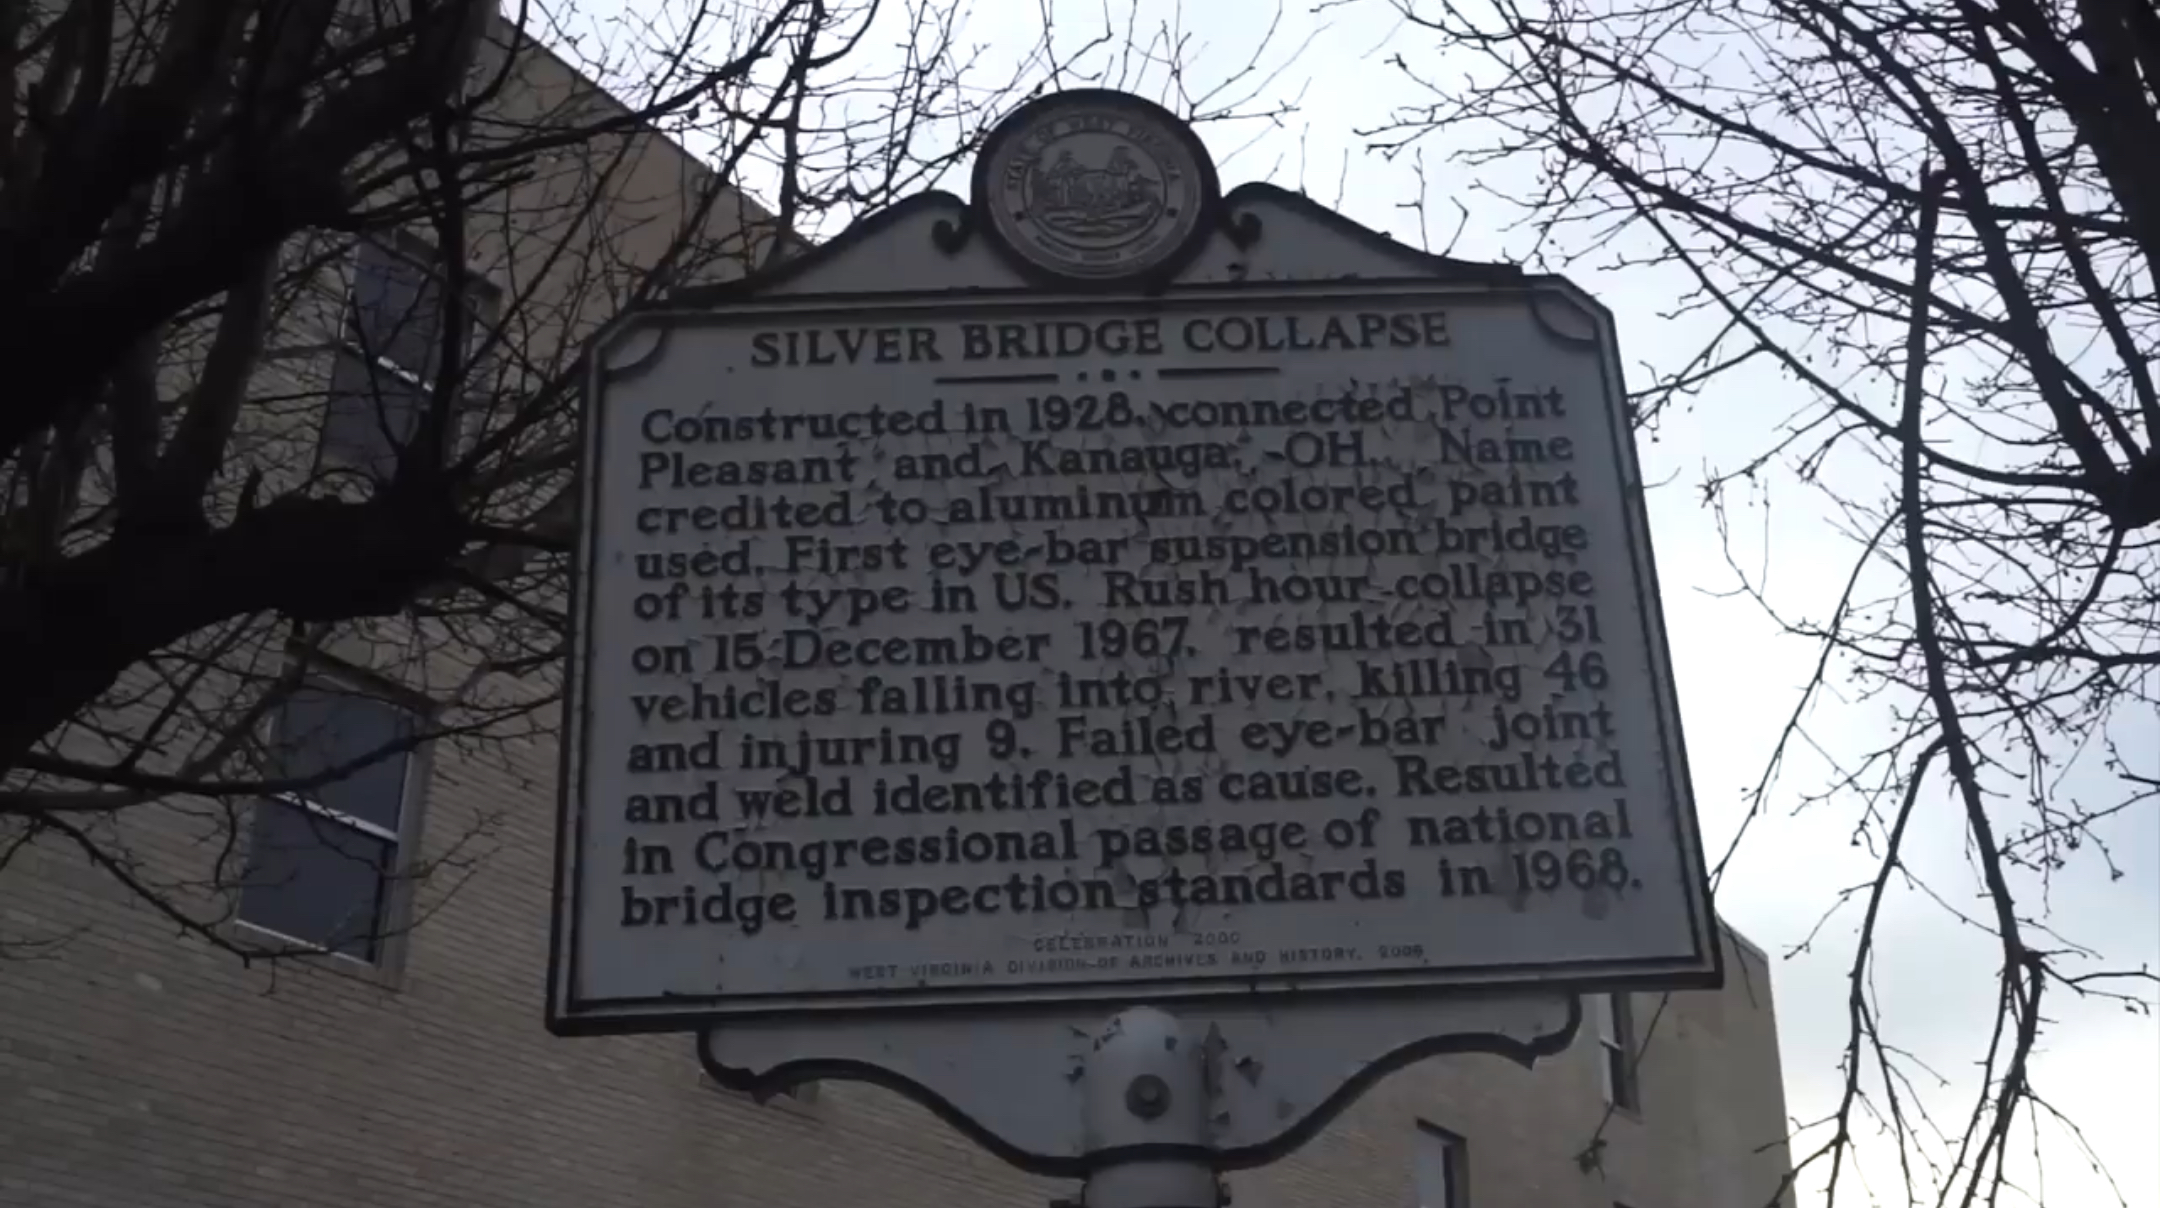 STATE OF WEST VIRGINIA
SILVER BRIDGE COLLAPSE
Constructed in 1928, connected Point
Pleasant and Kanauga, OH. Name
credited to aluminum colored paint
used. First eye-bar suspension bridge
of its type in US. Rush hour collapse
on 15 December 1967, resulted in 31
vehicles falling into river, killing 46
and injuring 9. Failed eye-bar joint
and weld identified as cause. Resulted
in Congressional passage of national
bridge inspection standards in 1968.
CELEBRATION 2000
WEST VIRGINIA DIVISION OF ARCHIVES AND HISTORY,